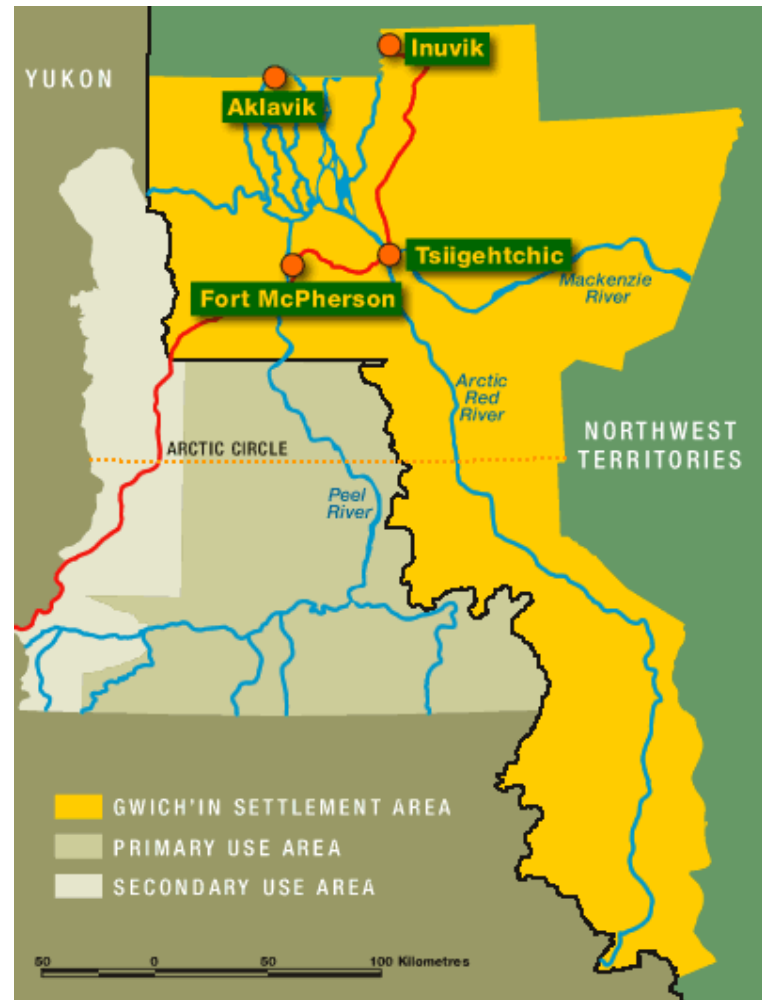 Inuvik
YUKON
Aklavik
Tsiigehtchic
Mackenzie
River
Fort McPherson
Arctic
Red
River
NORTHWEST
TERRITORIES
ARCTIC CIRCLE
Peel
River
GWICH'IN SETTLEMENT AREA
PRIMARY USE AREA
SECONDARY USE AREA
50 0 50 100 Kilometres